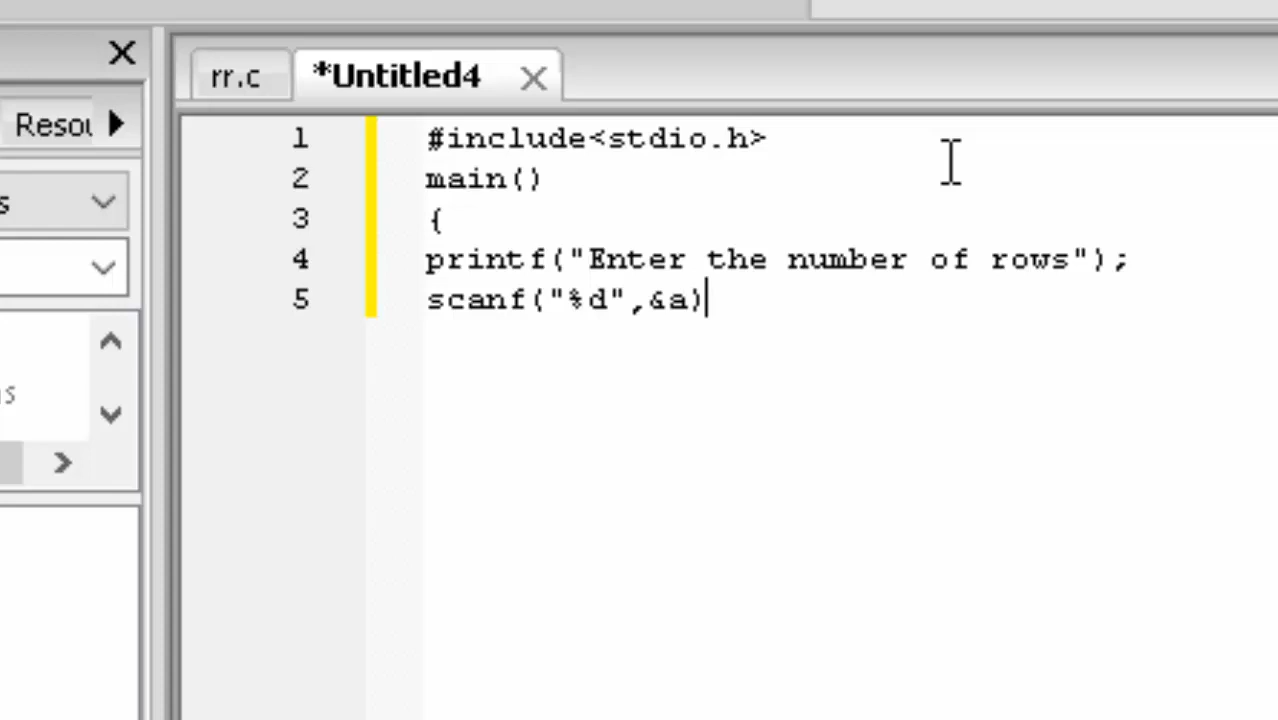 rr.c
*Untitled4
Resou
s
1 #include<stdio.h>
2 main()
3 {
4 printf("Enter the number of rows");
5 scanf("%d",&a)
s